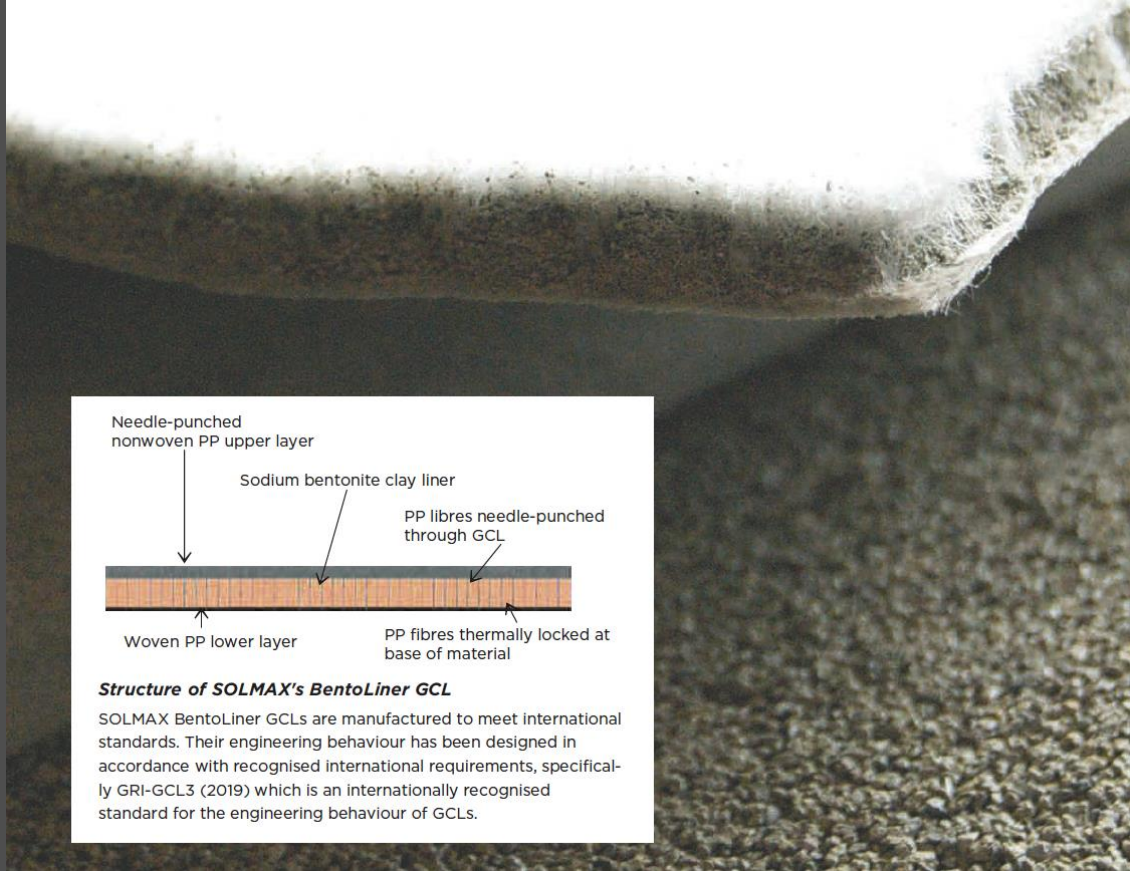 Needle-punched
nonwoven PP upper layer
Sodium bentonite clay liner
PP libres needle-punched
through GCL
Woven PP lower layer
PP fibres thermally locked at
base of material
Structure of SOLMAX's BentoLiner GCL
SOLMAX BentoLiner GCLs are manufactured to meet international
standards. Their engineering behaviour has been designed in
accordance with recognised international requirements, specifical-
ly GRI-GCL3 (2019) which is an internationally recognised
standard for the engineering behaviour of GCLs.